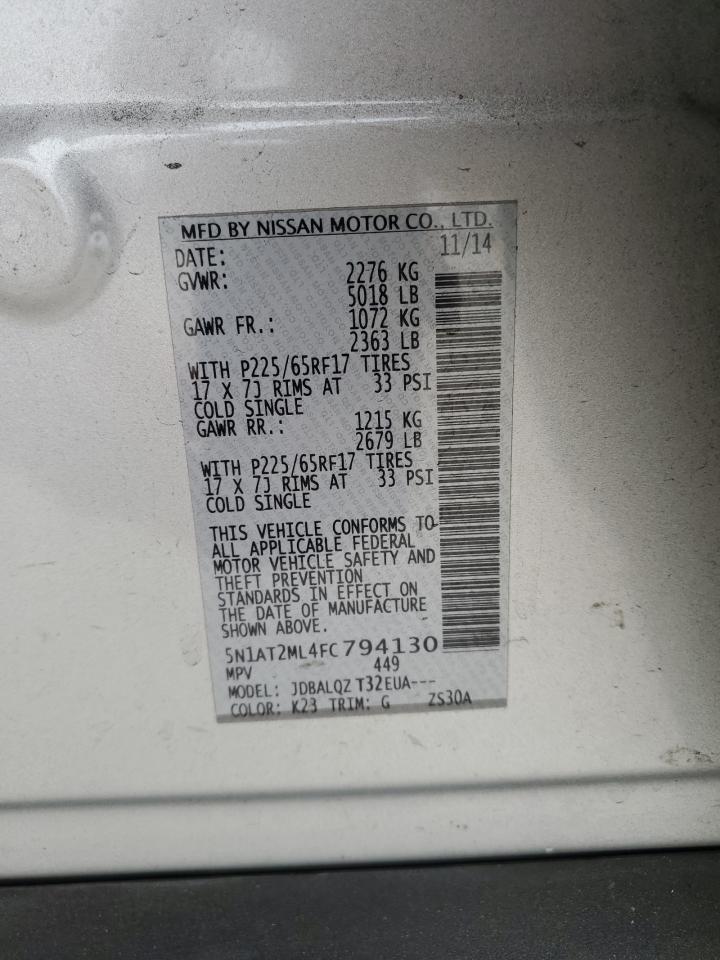 MFD BY NISSAN MOTOR CO., LTD.
DATE: 11/14
GVWR: 2276 KG
5018 LB
GAWR FR.: 1072 KG
2363 LB
WITH P225/65RF17 TIRES
17 X 7J RIMS AT 33 PSI
COLD SINGLE
GAWR RR.: 1215 KG
2679 LB
WITH P225/65RF17 TIRES
17 X 7J RIMS AT 33 PSI
COLD SINGLE
THIS VEHICLE CONFORMS TO
ALL APPLICABLE FEDERAL
MOTOR VEHICLE SAFETY AND
THEFT PREVENTION
STANDARDS IN EFFECT ON
THE DATE OF MANUFACTURE
SHOWN ABOVE.
5N1AT2ML4FC794130
MPV 449
MODEL: JDBALQZ T32EUA---
COLOR: K23 TRIM: G ZS30A